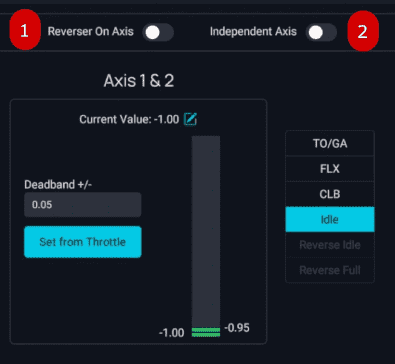 1 Reverser On Axis Independent Axis 2
Axis 1 & 2
Current Value: -1.00
TO/GA
FLX
Deadband +/-
CLB
0.05
Idle
Set from Throttle
Reverse Idle
Reverse Full
-1.00 -0.95